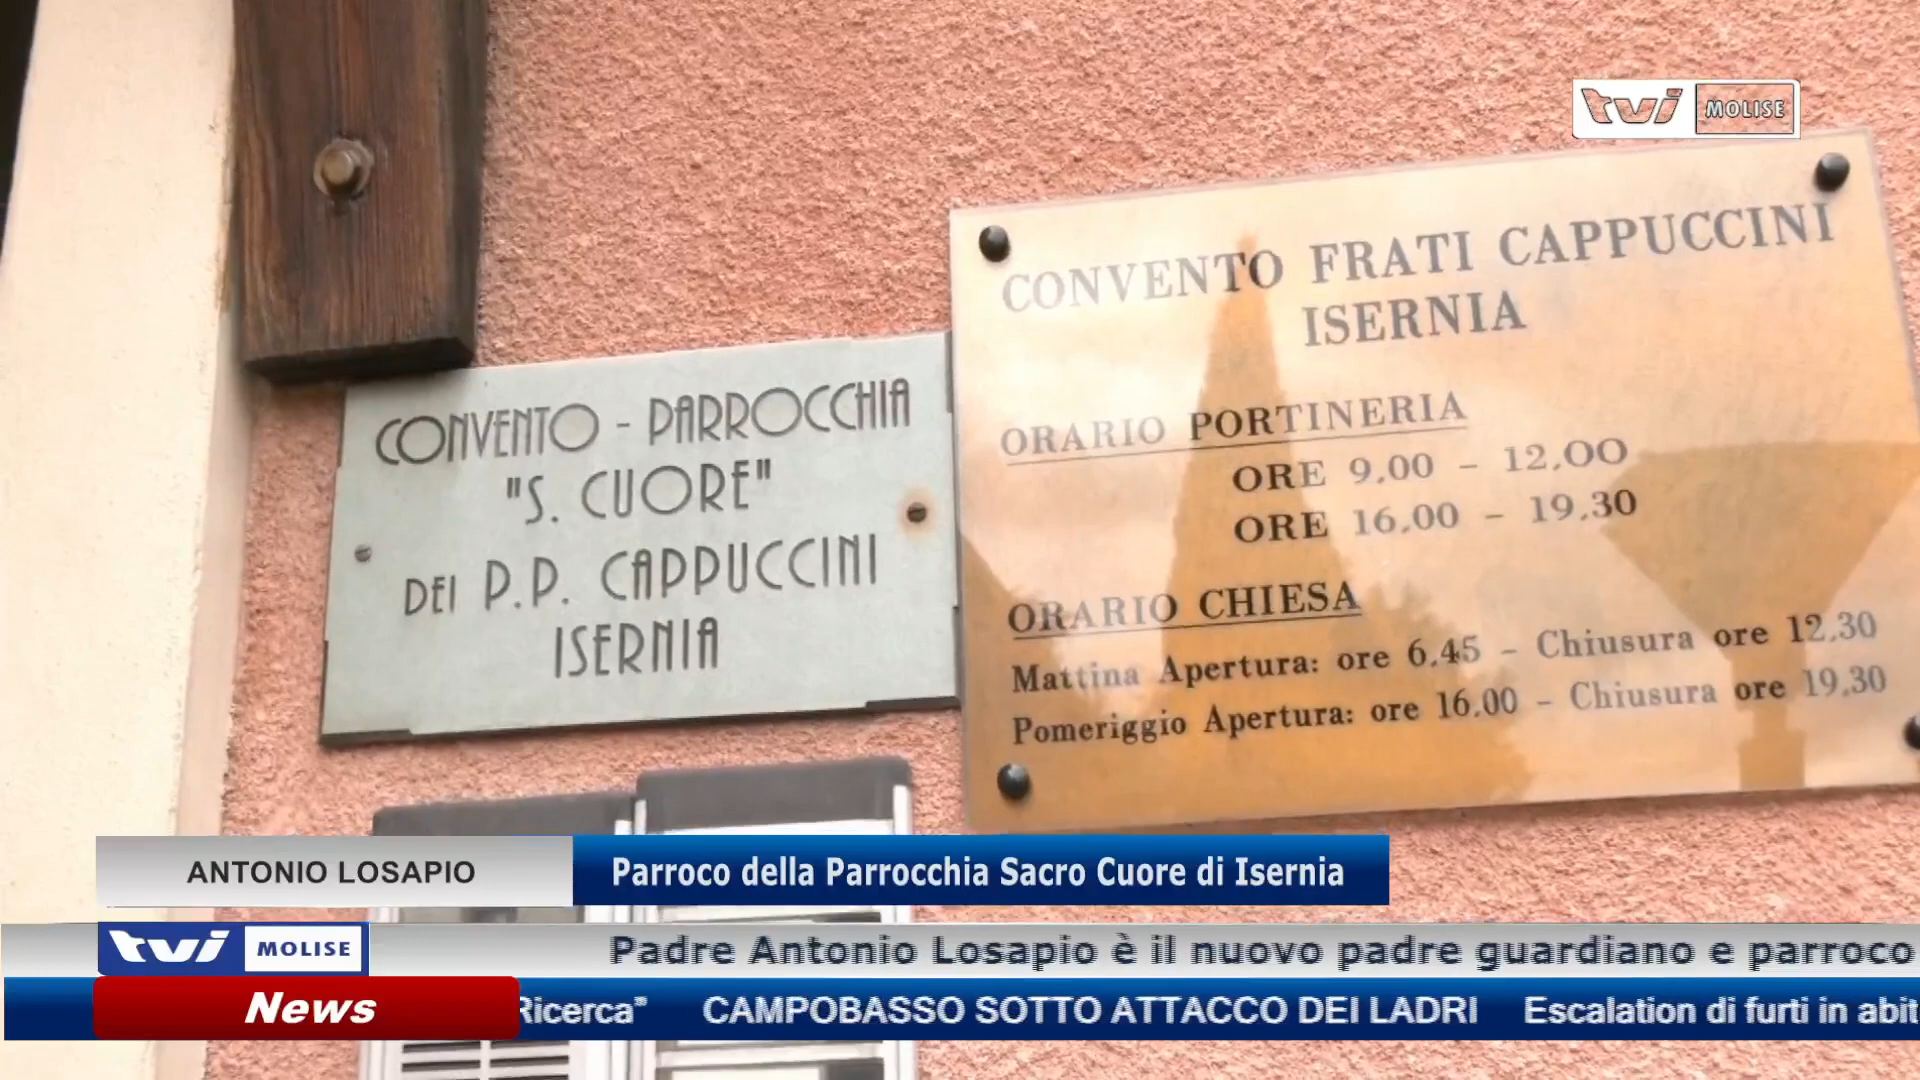 tvi MOLISE
CONVENTO FRATI CAPPUCCINI
ISERNIA
ORARIO PORTINERIA
ORE 9.00 - 12.00
ORE 16.00 - 19.30
ORARIO CHIESA
Mattina Apertura: ore 6.45 - Chiusura ore 12.30
Pomeriggio Apertura: ore 16.00 - Chiusura ore 19.30
CONVENTO - PARROCCHIA
"S. CUORE"
DEI P.P. CAPPUCCINI
ISERNIA
ANTONIO LOSAPIO
Parroco della Parrocchia Sacro Cuore di Isernia
tvi MOLISE
Padre Antonio Losapio è il nuovo padre guardiano e parroco
News
Ricerca" CAMPOBASSO SOTTO ATTACCO DEI LADRI Escalation di furti in abit